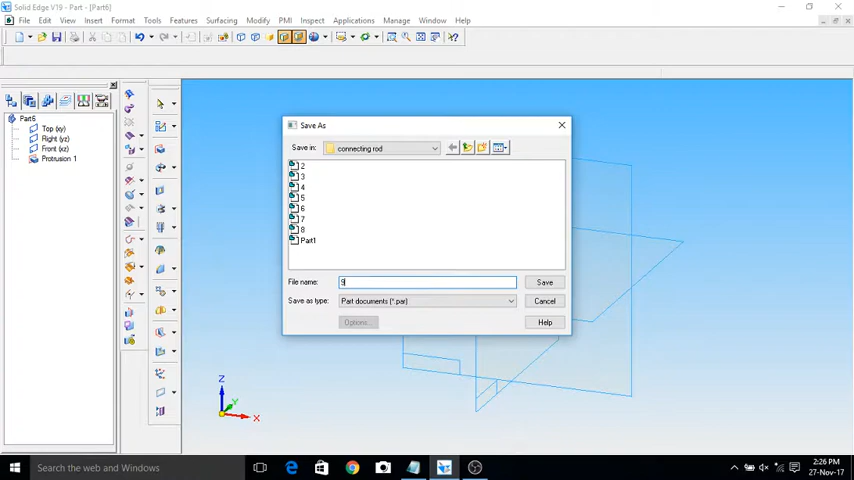 Solid Edge V19 - Part - [Part6]
File Edit View Insert Format Tools Features Surfacing Modify PMI Inspect Applications Manage Window Help
Part6
Top (xy)
Right (yz)
Front (xz)
Protrusion 1
Save As
Save in: connecting rod
2
3
4
5
6
7
8
Part1
File name: 9 Save
Save as type: Part documents (*.par) Cancel
Options... Help
Z
Y
X
Search the web and Windows
2:26 PM
27-Nov-17